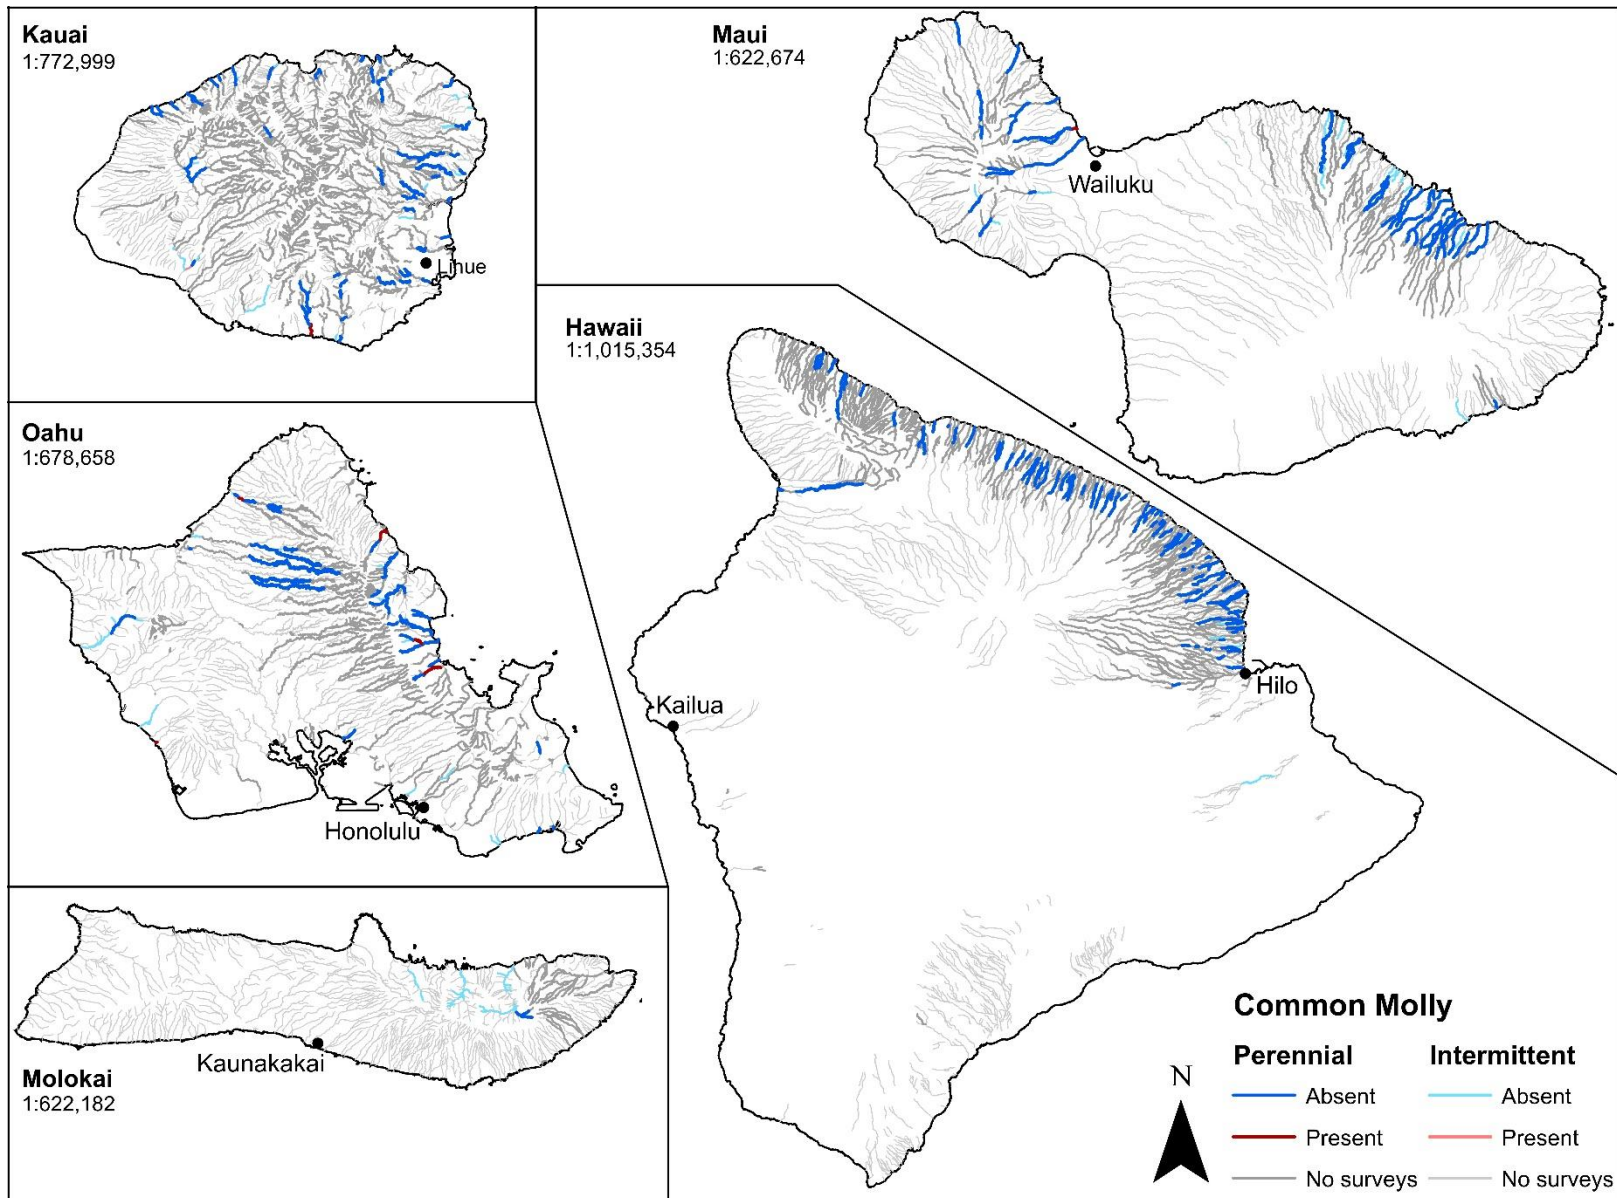 Kauai
1:772,999
Lihue
Maui
1:622,674
Wailuku
Hawaii
1:1,015,354
Kailua
Hilo
Oahu
1:678,658
Honolulu
Kaunakakai
Molokai
1:622,182
N
Common Molly
Perennial Intermittent
Absent Absent
Present Present
No surveys No surveys